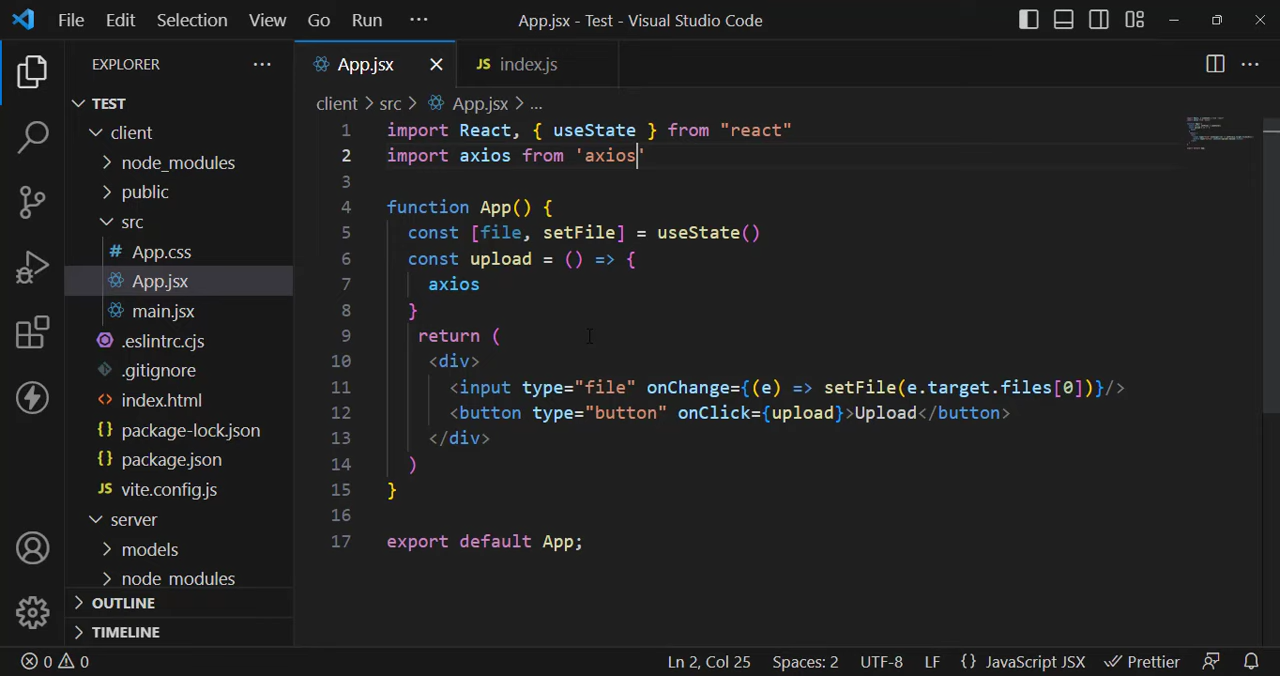 File Edit Selection View Go Run ··· App.jsx - Test - Visual Studio Code
EXPLORER ···
TEST
client
node_modules
public
src
# App.css
App.jsx
main.jsx
.eslintrc.cjs
.gitignore
<> index.html
{} package-lock.json
{} package.json
JS vite.config.js
server
models
node_modules
OUTLINE
TIMELINE
App.jsx JS index.js
client > src > App.jsx > ...
1 import React, { useState } from "react"
2 import axios from 'axios'
3
4 function App() {
5 const [file, setFile] = useState()
6 const upload = () => {
7 axios
8 }
9 return (
10 <div>
11 <input type="file" onChange={(e) => setFile(e.target.files[0])}/>
12 <button type="button" onClick={upload}>Upload</button>
13 </div>
14 )
15 }
16
17 export default App;
0 0 Ln 2, Col 25 Spaces: 2 UTF-8 LF {} JavaScript JSX Prettier